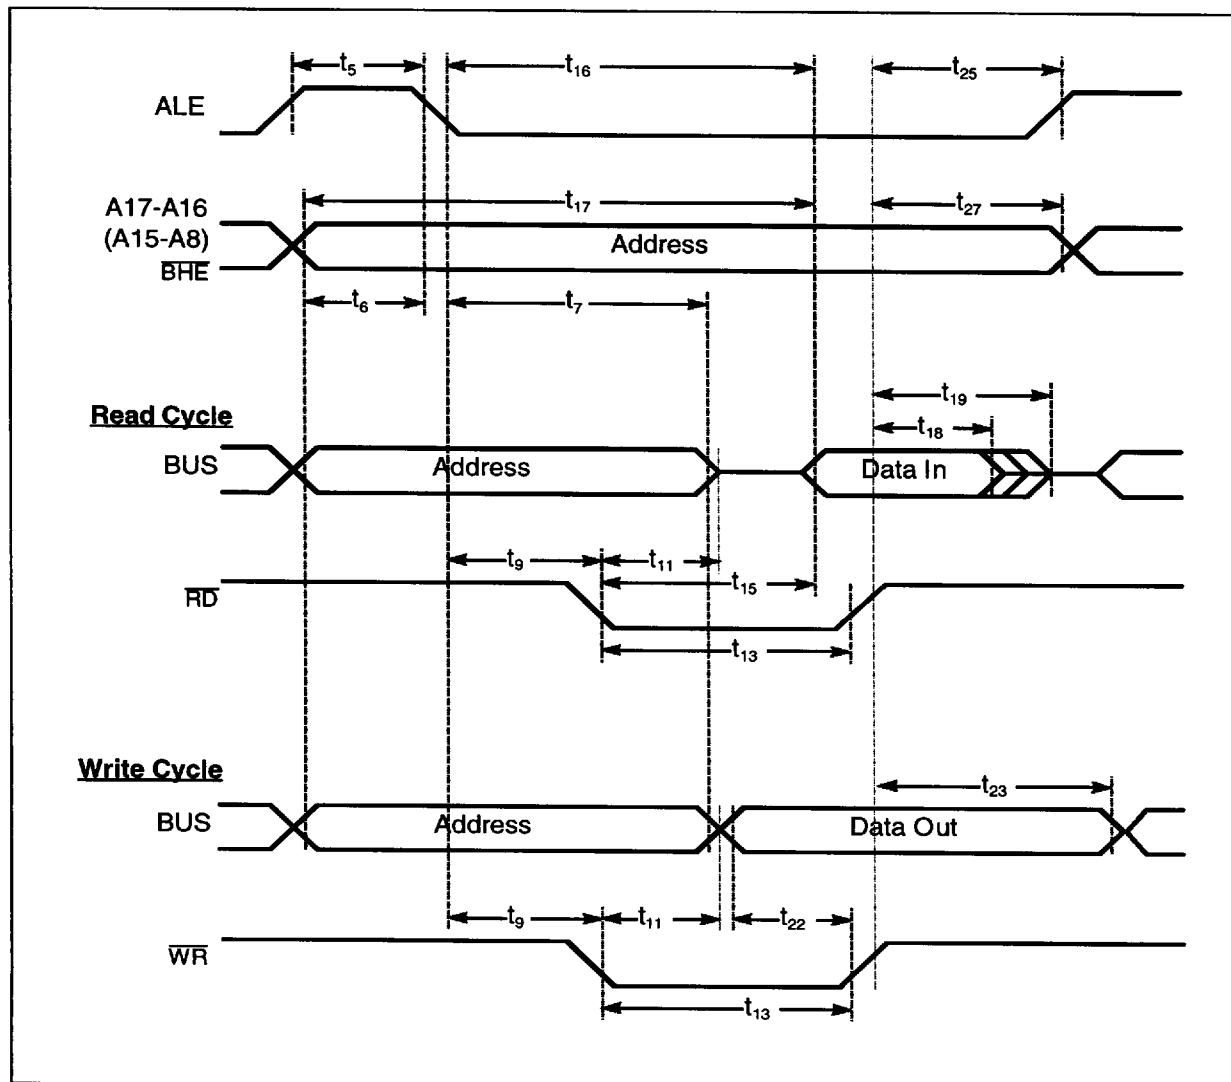 t5 t16 t25
ALE
A17-A16
(A15-A8)
BHE
t17 t27
Address
t6 t7
t19
t18
Read Cycle
BUS Address Data In
t9 t11
t15
RD
t13
Write Cycle
t23
BUS Address Data Out
t9 t11 t22
WR
t13